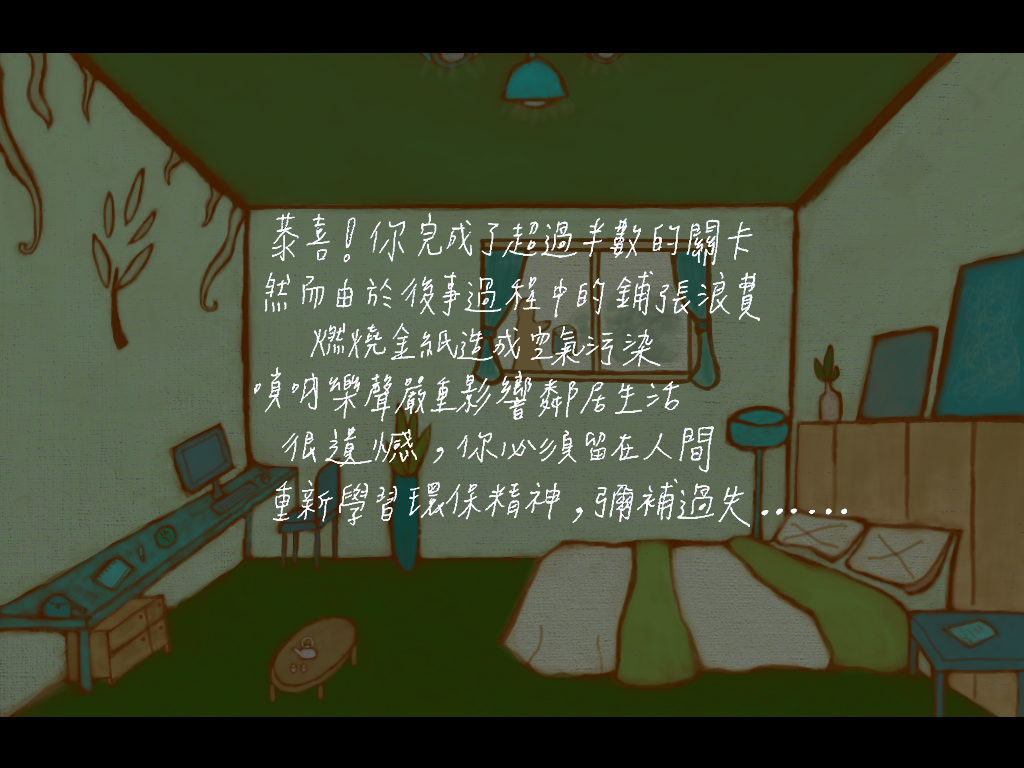 恭喜！你完成了超過半數的關卡
然而由於後事過程中的鋪張浪費
燃燒金紙造成空氣污染
嗩吶樂聲嚴重影響鄰居生活
很遺憾，你必須留在人間
重新學習環保精神，彌補過失......